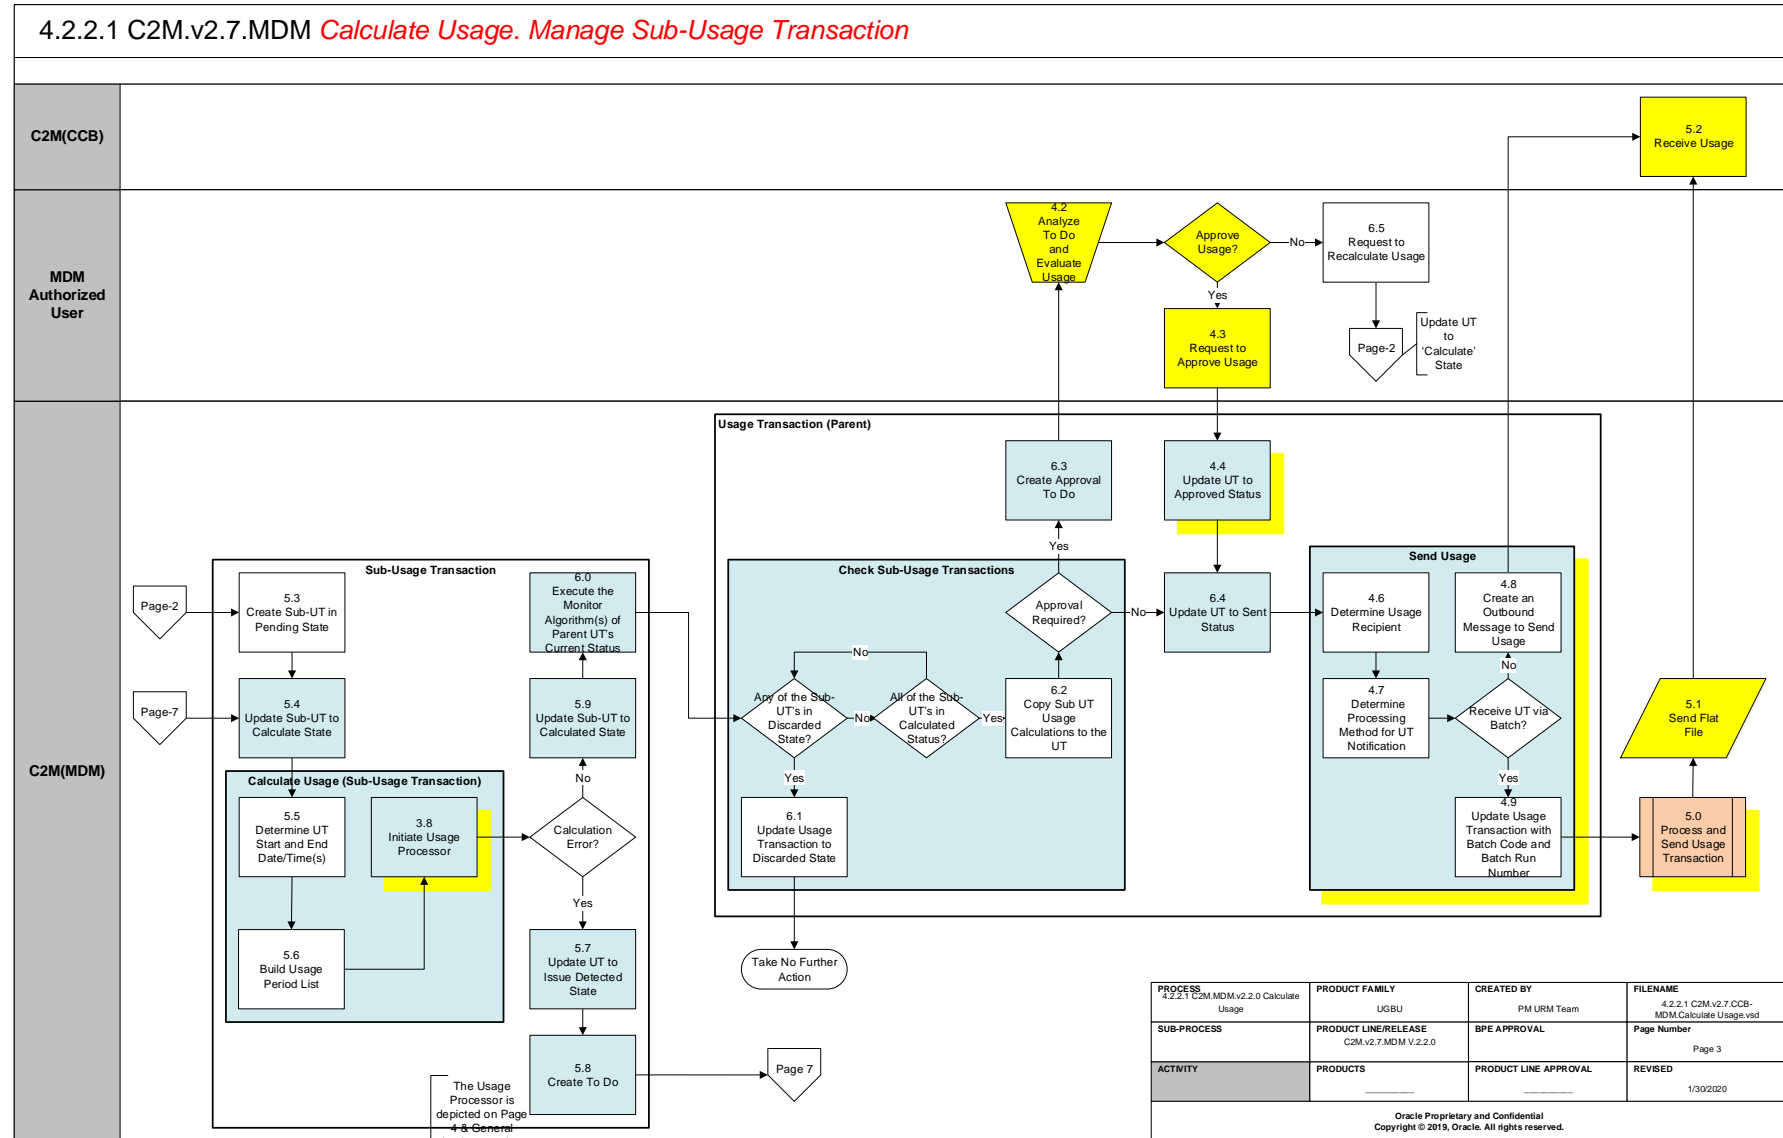 4.2.2.1 C2M.v2.7.MDM Calculate Usage. Manage Sub-Usage Transaction
C2M(CCB)
5.2
Receive Usage
MDM
Authorized
User
4.2
Analyze
To Do
and
Evaluate
Usage
Approve
Usage?
No
6.5
Request to
Recalculate Usage
Yes
4.3
Request to
Approve Usage
Page-2
Update UT
to
‘Calculate’
State
C2M(MDM)
Usage Transaction (Parent)
6.3
Create Approval
To Do
4.4
Update UT to
Approved Status
Yes
Sub-Usage Transaction
Page-2
5.3
Create Sub-UT in
Pending State
6.0
Execute the
Monitor
Algorithm(s) of
Parent UT’s
Current Status
Page-7
5.4
Update Sub-UT to
Calculate State
5.9
Update Sub-UT to
Calculated State
No
Calculate Usage (Sub-Usage Transaction)
5.5
Determine UT
Start and End
Date/Time(s)
3.8
Initiate Usage
Processor
Calculation
Error?
Yes
5.6
Build Usage
Period List
5.7
Update UT to
Issue Detected
State
5.8
Create To Do
Page 7
The Usage
Processor is
depicted on Page
4 & General
Check Sub-Usage Transactions
Approval
Required?
No
No
Any of the Sub-
UT’s in
Discarded
State?
No
All of the Sub-
UT’s in
Calculated
Status?
Yes
6.2
Copy Sub UT
Usage
Calculations to the
UT
Yes
6.1
Update Usage
Transaction to
Discarded State
Take No Further
Action
6.4
Update UT to Sent
Status
Send Usage
4.6
Determine Usage
Recipient
4.8
Create an
Outbound
Message to Send
Usage
No
4.7
Determine
Processing
Method for UT
Notification
Receive UT via
Batch?
Yes
4.9
Update Usage
Transaction with
Batch Code and
Batch Run
Number
5.1
Send Flat
File
5.0
Process and
Send Usage
Transaction
PROCESS
4.2.2.1 C2M.MDM.v2.2.0 Calculate
Usage
PRODUCT FAMILY
UGBU
CREATED BY
PM URM Team
FILENAME
4.2.2.1 C2M.v2.7.CCB-
MDM.Calculate Usage.vsd
SUB-PROCESS
PRODUCT LINE/RELEASE
C2M.v2.7.MDM V.2.2.0
BPE APPROVAL
Page Number
Page 3
ACTIVITY
PRODUCTS
PRODUCT LINE APPROVAL
REVISED
1/30/2020
Oracle Proprietary and Confidential
Copyright © 2019, Oracle. All rights reserved.